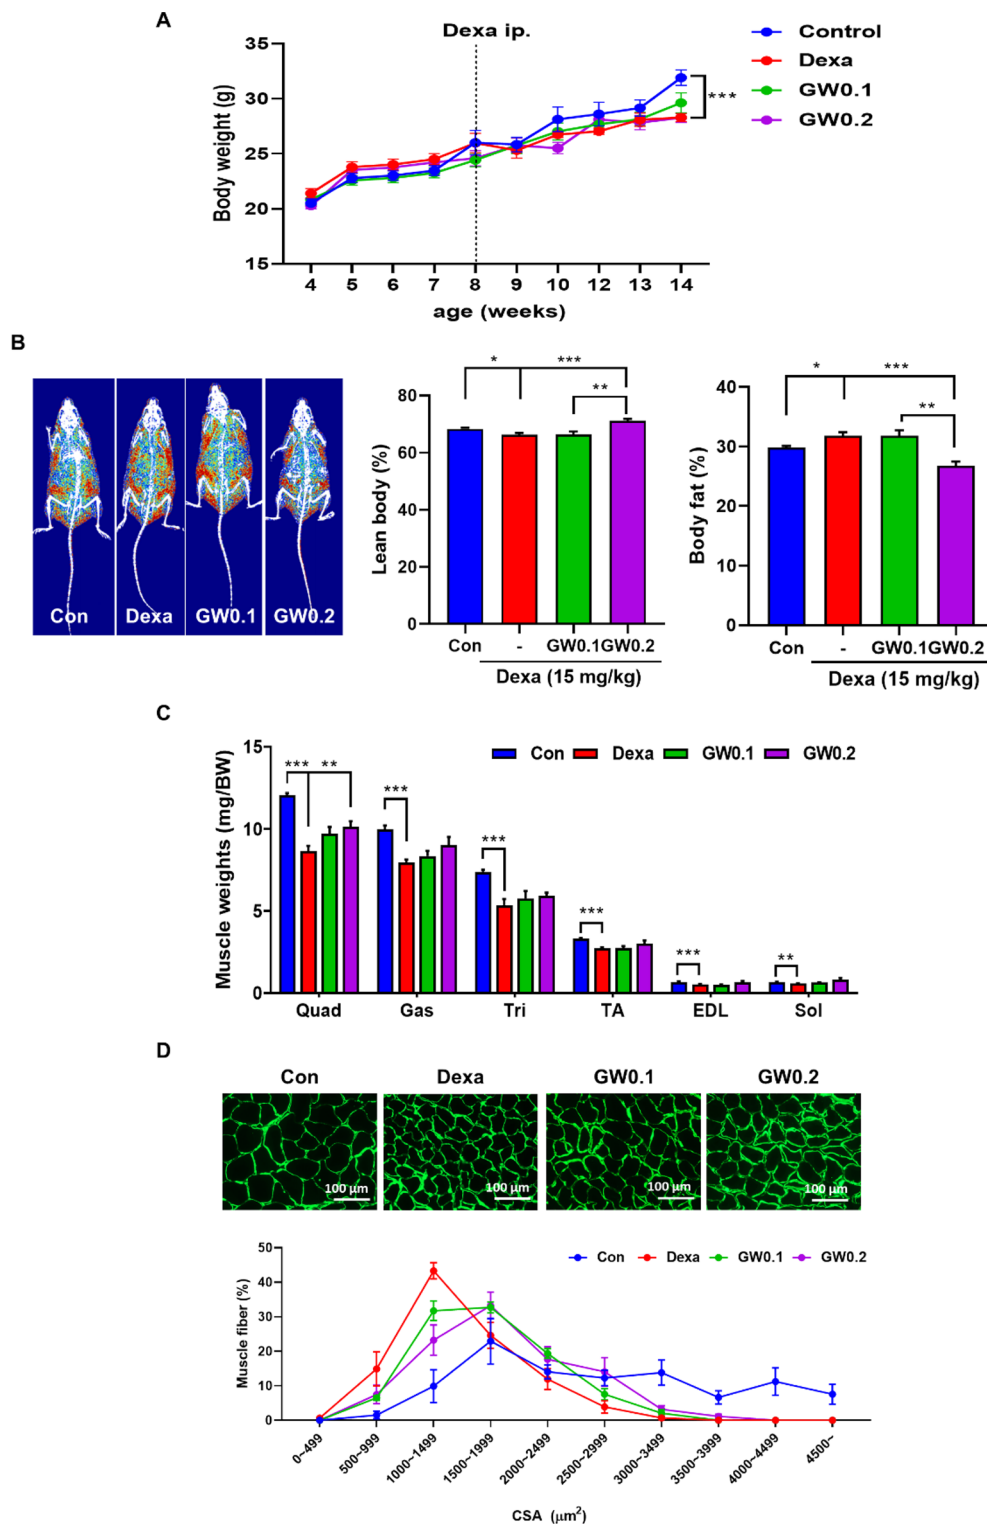 A
Dexa ip.
Control
Dexa
GW0.1
GW0.2
***
Body weight (g)
35
30
25
20
15
4 5 6 7 8 9 10 12 13 14
age (weeks)
B
Con Dexa GW0.1 GW0.2
Lean body (%)
80
60
40
20
0
* ***
**
Con - GW0.1 GW0.2
Dexa (15 mg/kg)
Body fat (%)
40
30
20
10
0
* ***
**
Con - GW0.1 GW0.2
Dexa (15 mg/kg)
C
Muscle weights (mg/BW)
15
10
5
0
Con Dexa GW0.1 GW0.2
*** **
***
***
***
***
**
Quad Gas Tri TA EDL Sol
D
Con Dexa GW0.1 GW0.2
100 μm 100 μm 100 μm 100 μm
Muscle fiber (%)
50
40
30
20
10
0
Con Dexa GW0.1 GW0.2
0~499 500~999 1000~1499 1500~1999 2000~2499 2500~2999 3000~3499 3500~3999 4000~4499 4500~
CSA (μm²)